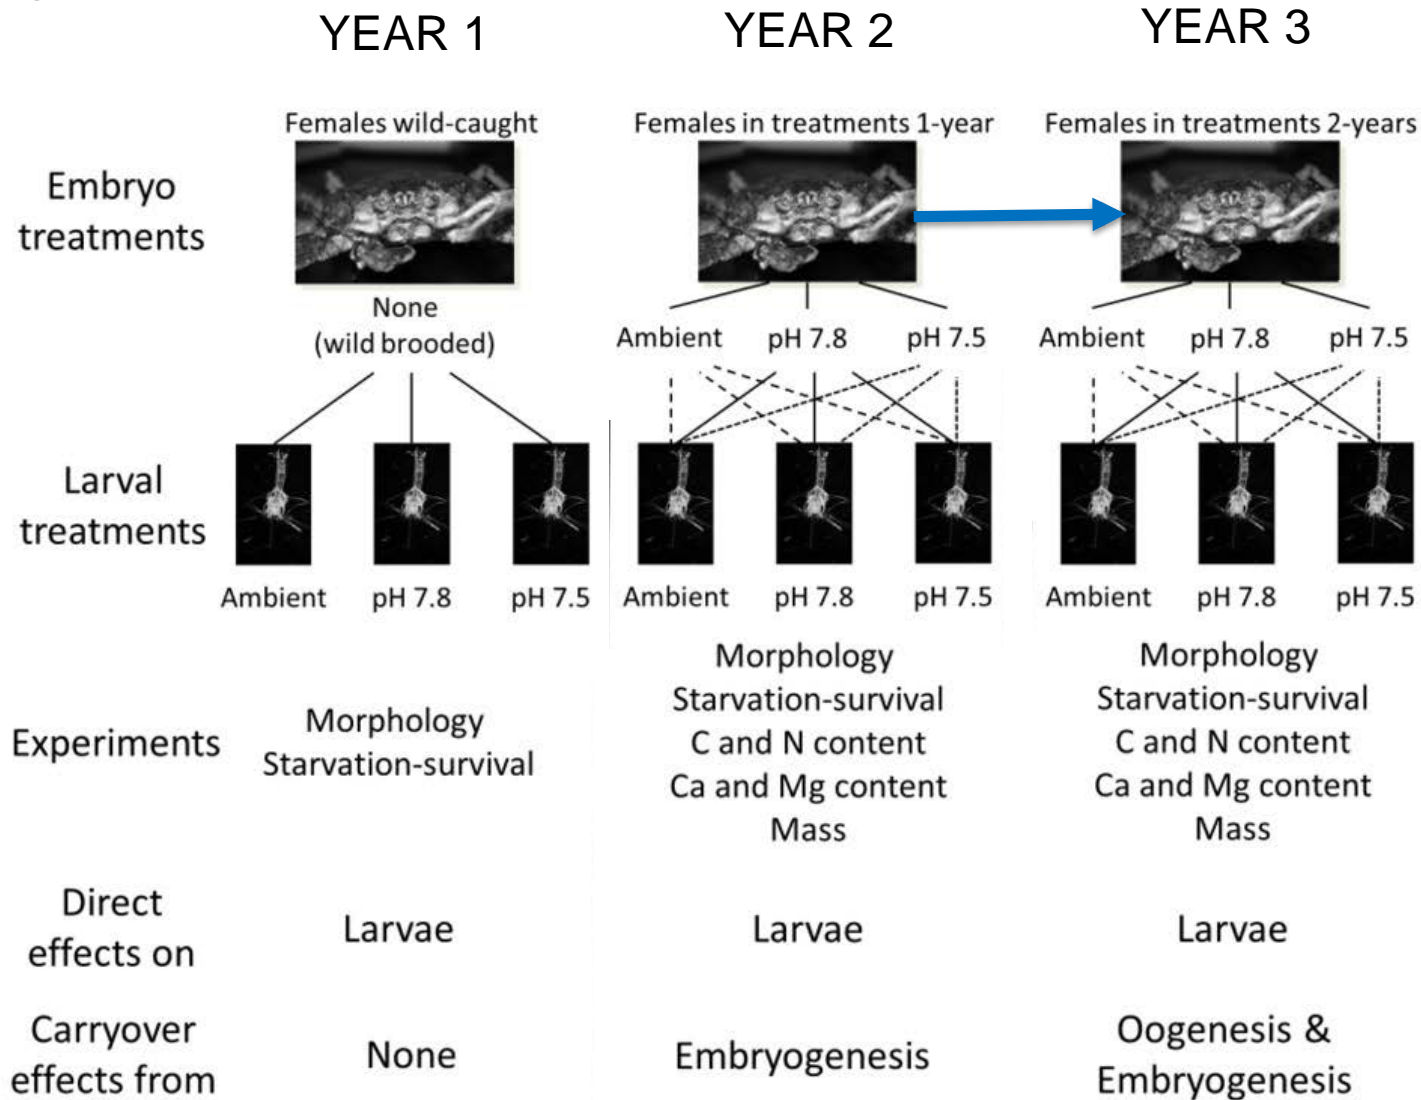 YEAR 1
YEAR 2
YEAR 3
Females wild-caught
Females in treatments 1-year
Females in treatments 2-years
Embryo
treatments
None
(wild brooded)
Ambient
pH 7.8
pH 7.5
Ambient
pH 7.8
pH 7.5
Larval
treatments
Ambient
pH 7.8
pH 7.5
Ambient
pH 7.8
pH 7.5
Ambient
pH 7.8
pH 7.5
Experiments
Morphology
Starvation-survival
Morphology
Starvation-survival
C and N content
Ca and Mg content
Mass
Morphology
Starvation-survival
C and N content
Ca and Mg content
Mass
Direct
effects on
Larvae
Larvae
Larvae
Carryover
effects from
None
Embryogenesis
Oogenesis &
Embryogenesis